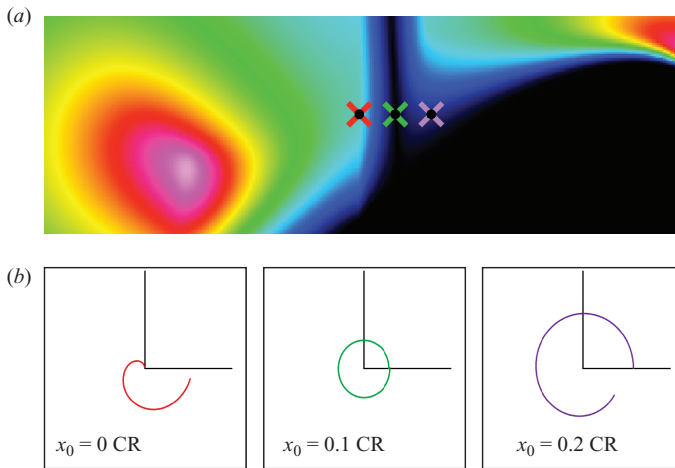 (a)
(b)
x₀ = 0 CR
x₀ = 0.1 CR
x₀ = 0.2 CR